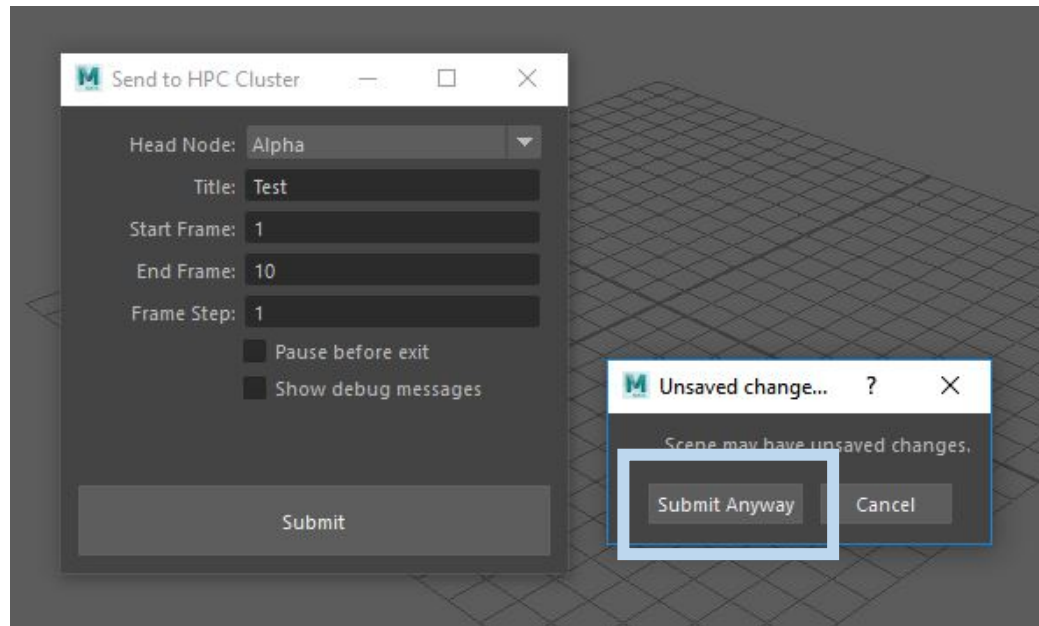 Send to HPC Cluster
Head Node: Alpha
Title: Test
Start Frame: 1
End Frame: 10
Frame Step: 1
Pause before exit
Show debug messages
Submit
Unsaved change... ?
Scene may have unsaved changes.
Submit Anyway Cancel